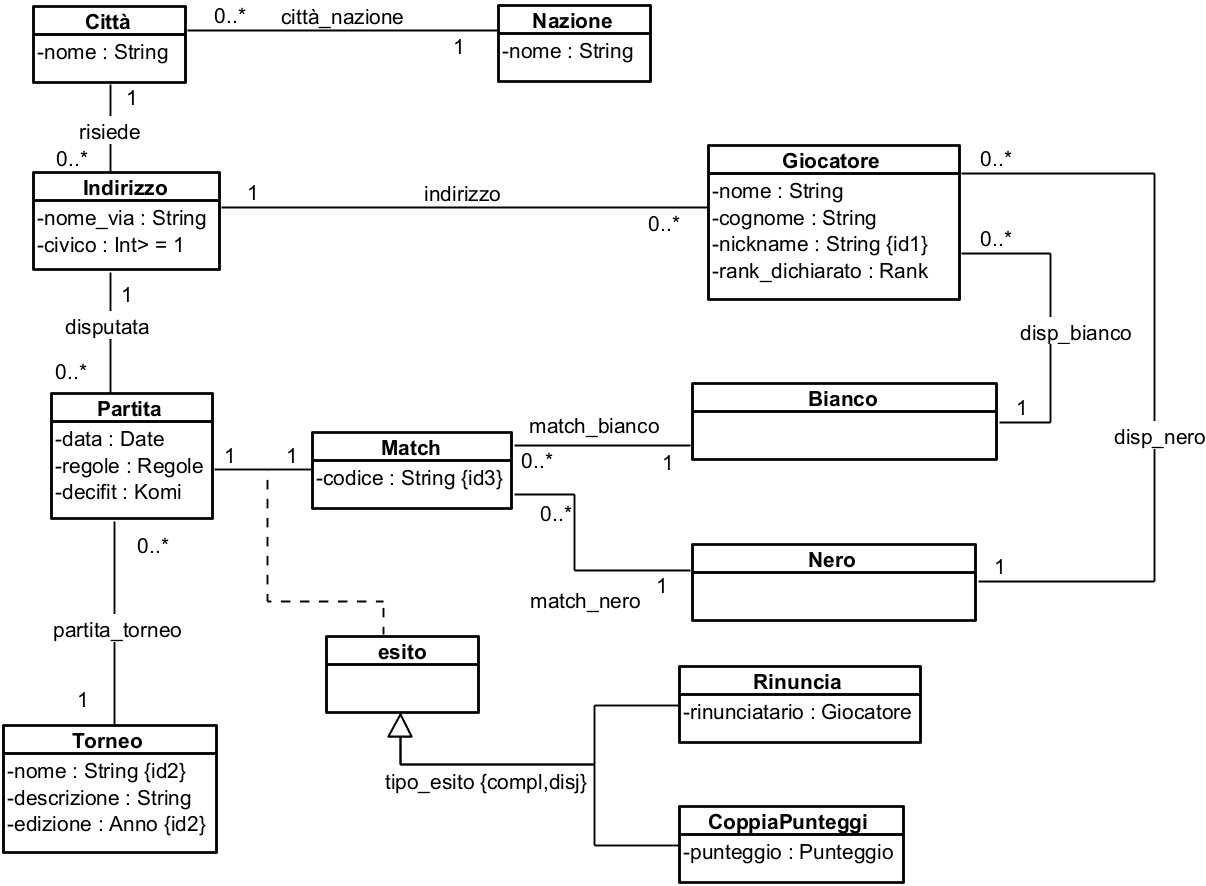 Città
-nome : String
0..*
città_nazione
1
Nazione
-nome : String
1
risiede
0..*
Indirizzo
-nome_via : String
-civico : Int> = 1
1
indirizzo
0..*
Giocatore
-nome : String
-cognome : String
-nickname : String {id1}
-rank_dichiarato : Rank
0..*
0..*
disp_bianco
1
disp_nero
1
1
disputata
0..*
Partita
-data : Date
-regole : Regole
-decifit : Komi
1
1
Match
-codice : String {id3}
match_bianco
0..*
1
Bianco
0..*
match_nero
1
Nero
0..*
partita_torneo
1
Torneo
-nome : String {id2}
-descrizione : String
-edizione : Anno {id2}
esito
tipo_esito {compl,disj}
Rinuncia
-rinunciatario : Giocatore
CoppiaPunteggi
-punteggio : Punteggio